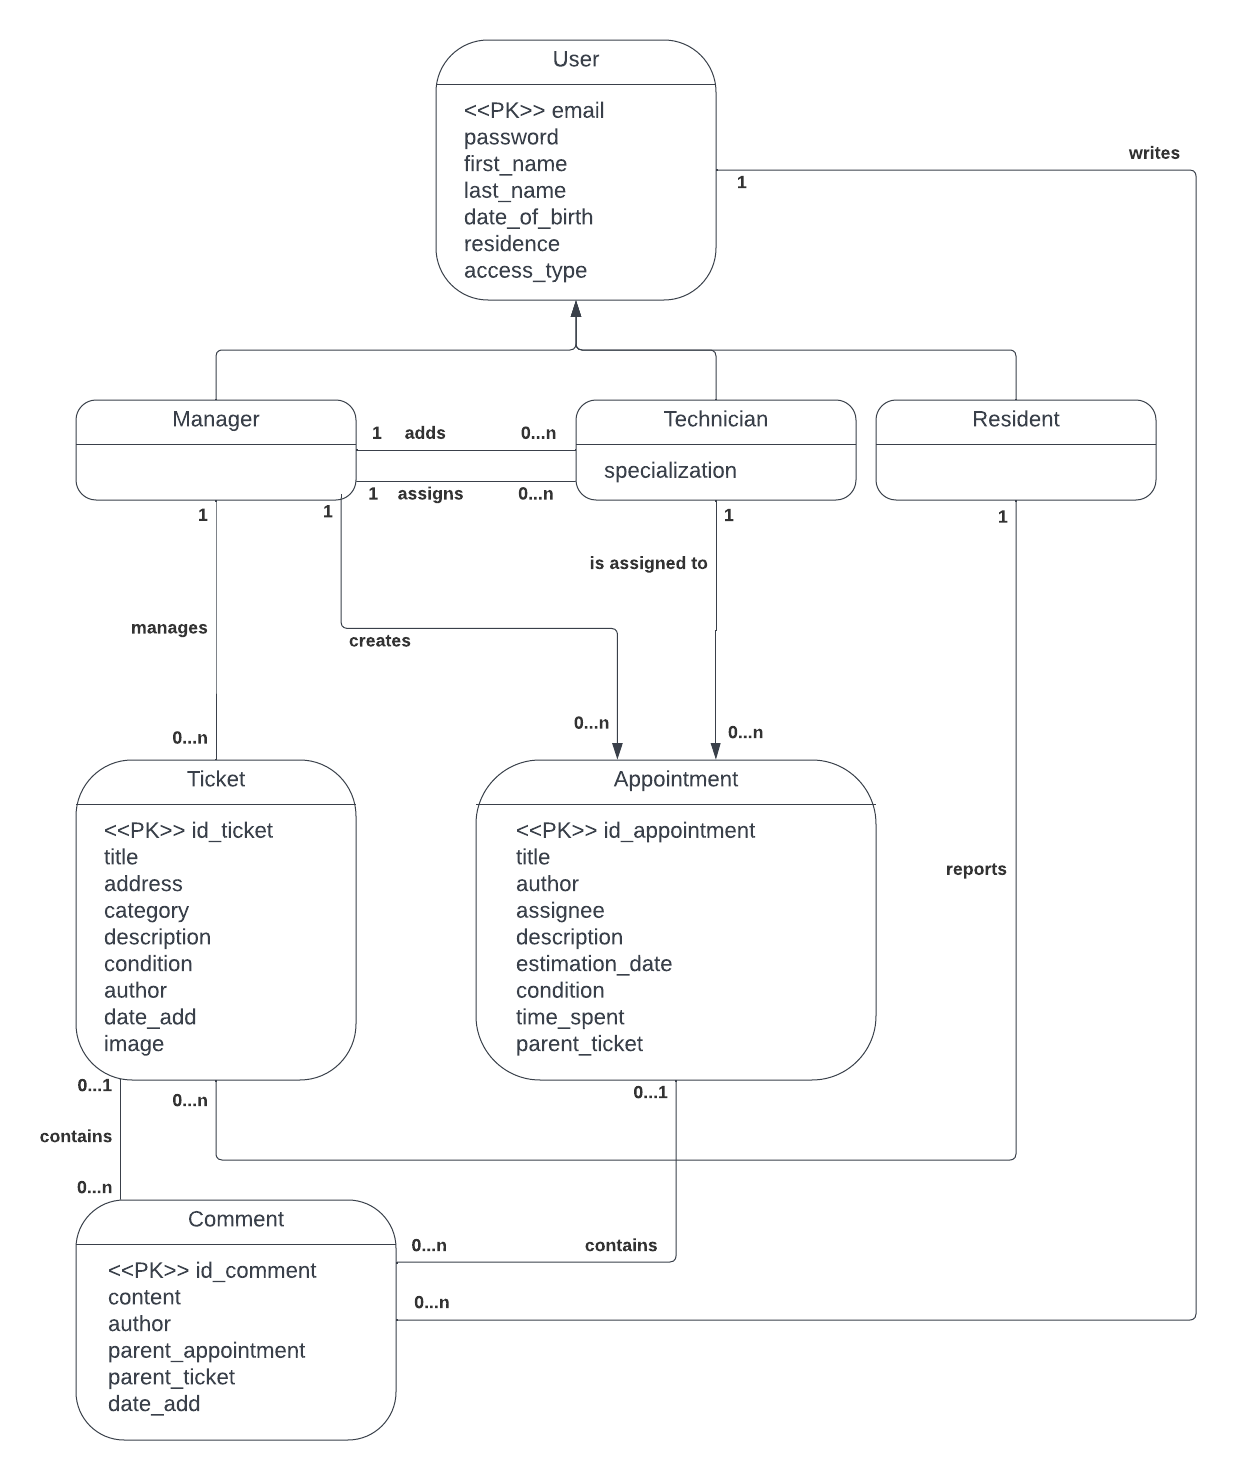 User
<<PK>> email
password
first_name
last_name
date_of_birth
residence
access_type
writes
1
Manager
1 adds 0...n
1 assigns 0...n
Technician
specialization
Resident
1
1
1
1
is assigned to
manages
creates
0...n
0...n
0...n
Ticket
<<PK>> id_ticket
title
address
category
description
condition
author
date_add
image
Appointment
<<PK>> id_appointment
title
author
assignee
description
estimation_date
condition
time_spent
parent_ticket
reports
0...1
0...n
0...1
contains
0...n
Comment
<<PK>> id_comment
content
author
parent_appointment
parent_ticket
date_add
0...n contains
0...n